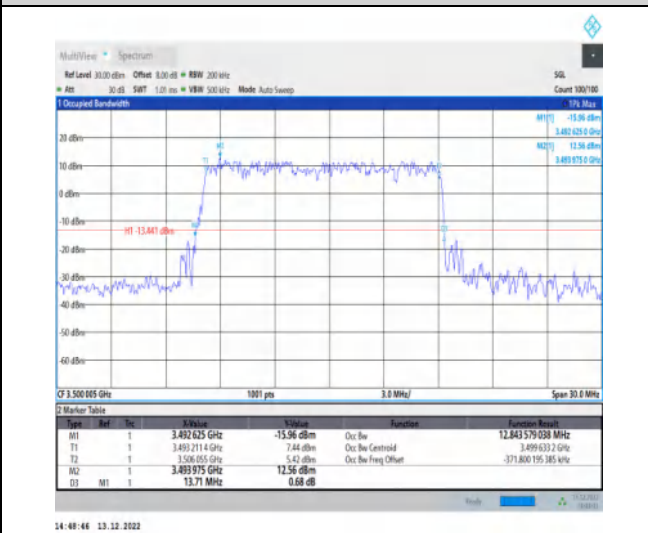 MultiView Spectrum
Ref Level 30.00 dBm Offset 8.00 dB RBW 200 kHz SGL
Att 30 dB SWT 1.01 ms VBW 500 kHz Mode Auto Sweep Count 100/100
1 Occupied Bandwidth 1Pk Max
M1[1] -15.96 dBm
3.492 625 0 GHz
M2[1] 12.56 dBm
3.493 975 0 GHz
20 dBm
M2
T1
10 dBm
0 dBm
-10 dBm
H1 -13.441 dBm
-20 dBm
-30 dBm
-40 dBm
-50 dBm
-60 dBm
CF 3.500 005 GHz 1001 pts 3.0 MHz/ Span 30.0 MHz
2 Marker Table
Type Ref Trc X-Value Y-Value Function Function Result
M1 1 3.492 625 GHz -15.96 dBm Occ Bw 12.843 579 038 MHz
T1 1 3.493 211 4 GHz 7.44 dBm Occ Bw Centroid 3.499 633 2 GHz
T2 1 3.506 055 GHz 5.42 dBm Occ Bw Freq Offset -371.800 195 385 kHz
M2 1 3.493 975 GHz 12.56 dBm
D3 M1 1 13.71 MHz 0.68 dB
Ready
14:48:46 13.12.2022